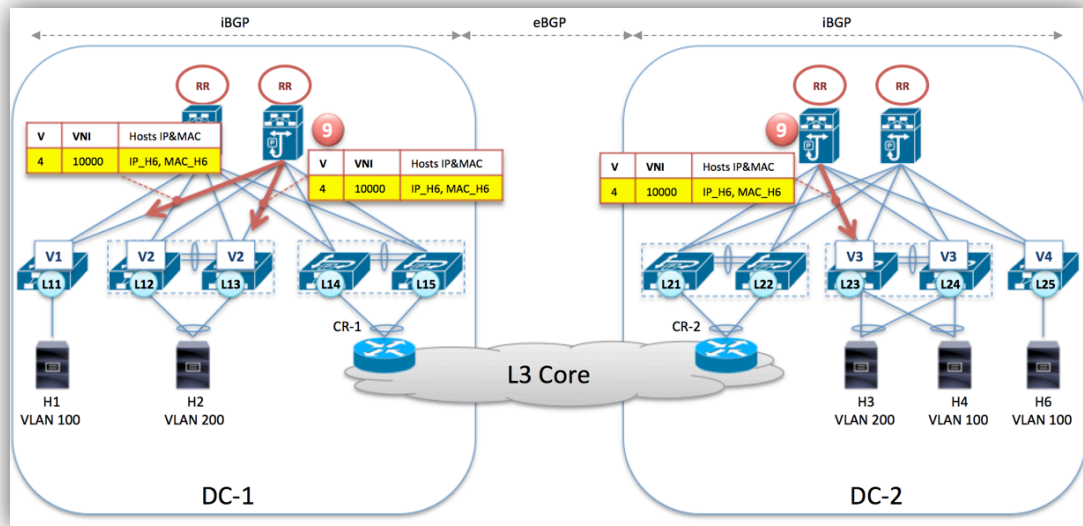 iBGP
eBGP
iBGP
RR
RR
RR
RR
9
9
V VNI Hosts IP&MAC
4 10000 IP_H6, MAC_H6
V VNI Hosts IP&MAC
4 10000 IP_H6, MAC_H6
V VNI Hosts IP&MAC
4 10000 IP_H6, MAC_H6
P
P
V1
V2
V2
V3
V3
V4
L11
L12
L13
L14
L15
L21
L22
L23
L24
L25
CR-1
CR-2
L3 Core
H1
VLAN 100
H2
VLAN 200
H3
VLAN 200
H4
VLAN 100
H6
VLAN 100
DC-1
DC-2